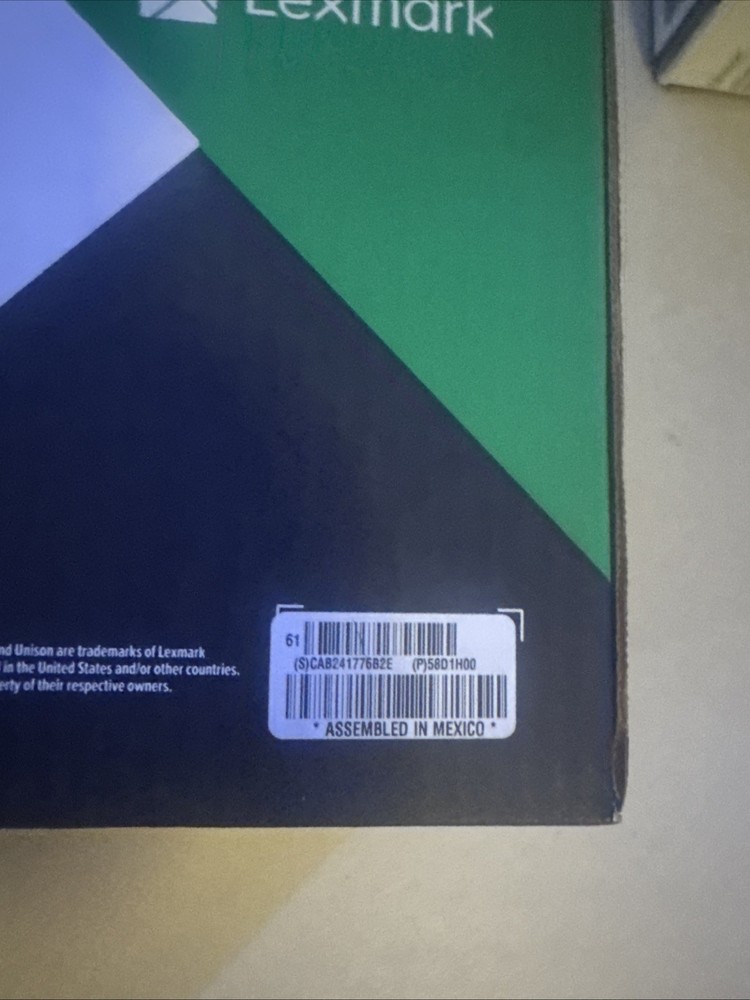 Lexmark
nd Unison are trademarks of Lexmark
in the United States and/or other countries.
erty of their respective owners.
61
(S)CAB241776B2E (P)58D1H00
* ASSEMBLED IN MEXICO *